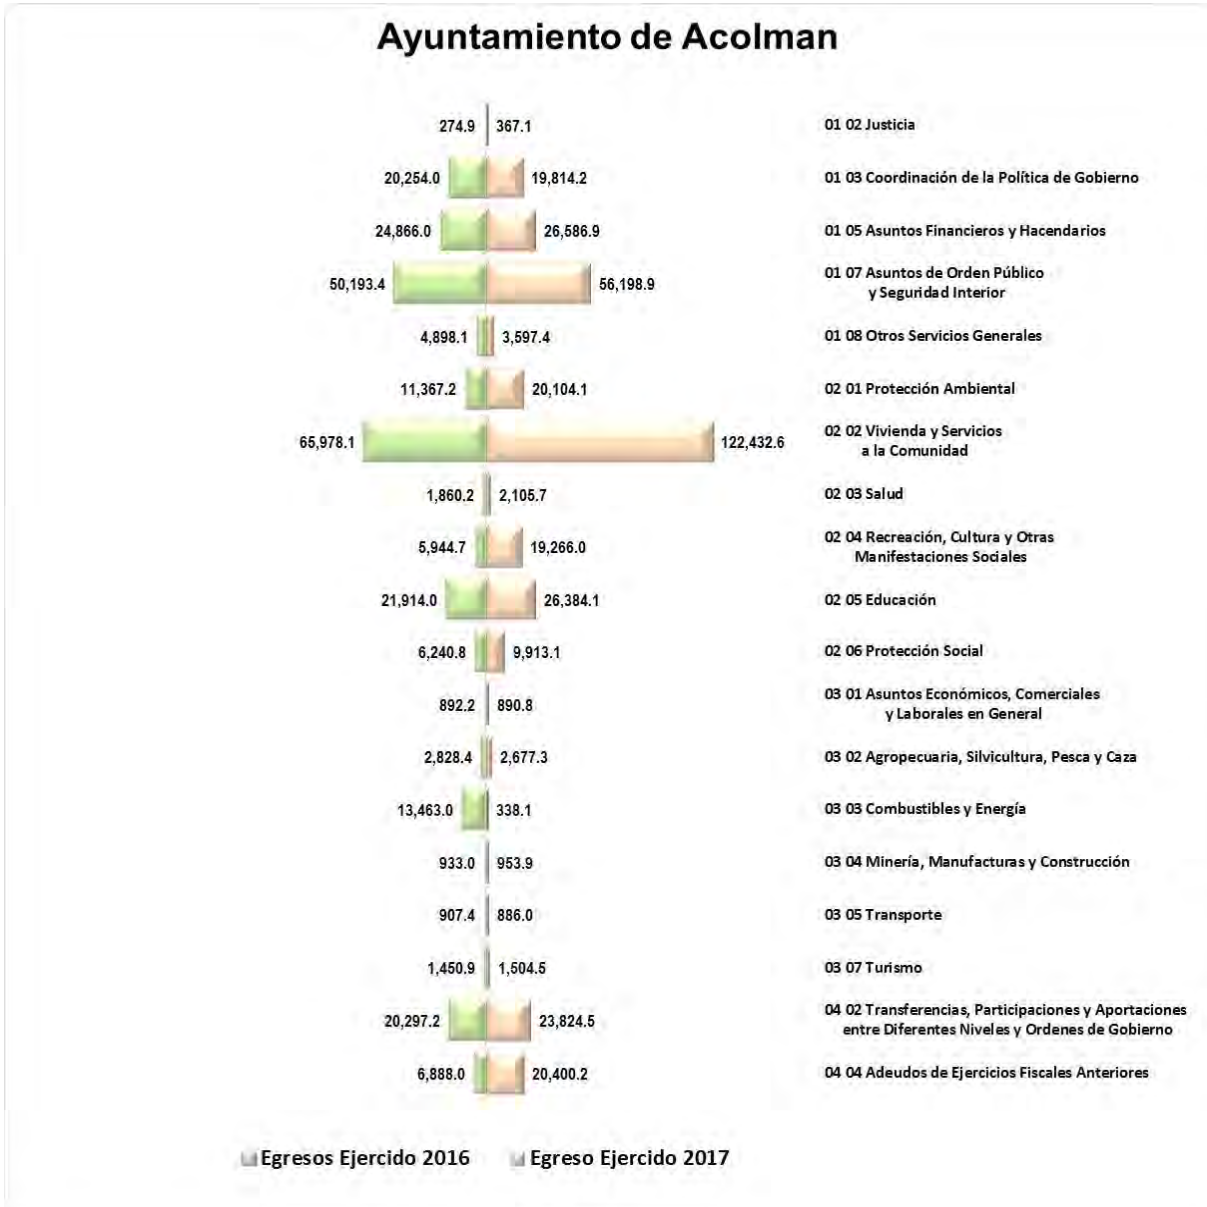 Ayuntamiento de Acolman
274.9 367.1 01 02 Justicia
20,254.0 19,814.2 01 03 Coordinación de la Política de Gobierno
24,866.0 26,586.9 01 05 Asuntos Financieros y Hacendarios
50,193.4 56,198.9 01 07 Asuntos de Orden Público
y Seguridad Interior
4,898.1 3,597.4 01 08 Otros Servicios Generales
11,367.2 20,104.1 02 01 Protección Ambiental
65,978.1 122,432.6 02 02 Vivienda y Servicios
a la Comunidad
1,860.2 2,105.7 02 03 Salud
5,944.7 19,266.0 02 04 Recreación, Cultura y Otras
Manifestaciones Sociales
21,914.0 26,384.1 02 05 Educación
6,240.8 9,913.1 02 06 Protección Social
892.2 890.8 03 01 Asuntos Económicos, Comerciales
y Laborales en General
2,828.4 2,677.3 03 02 Agropecuaria, Silvicultura, Pesca y Caza
13,463.0 338.1 03 03 Combustibles y Energía
933.0 953.9 03 04 Minería, Manufacturas y Construcción
907.4 886.0 03 05 Transporte
1,450.9 1,504.5 03 07 Turismo
20,297.2 23,824.5 04 02 Transferencias, Participaciones y Aportaciones
entre Diferentes Niveles y Ordenes de Gobierno
6,888.0 20,400.2 04 04 Adeudos de Ejercicios Fiscales Anteriores
Egresos Ejercido 2016 Egreso Ejercido 2017